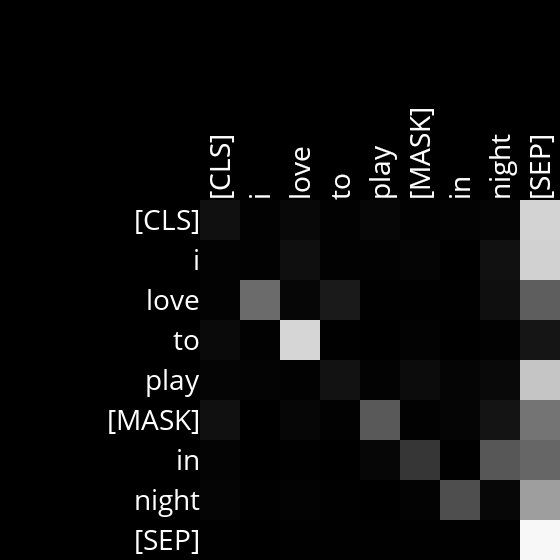 [CLS]
i
love
to
play
[MASK]
in
night
[SEP]
[CLS]
i
love
to
play
[MASK]
in
night
[SEP]